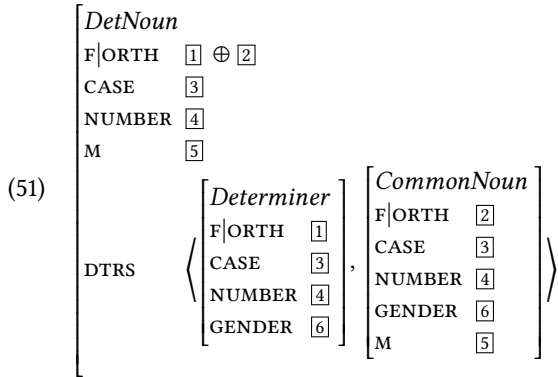 (51)
DetNoun
F|ORTH 1 ⊕ 2
CASE 3
NUMBER 4
M 5
DTRS ⟨ Determiner
F|ORTH 1
CASE 3
NUMBER 4
GENDER 6
, CommonNoun
F|ORTH 2
CASE 3
NUMBER 4
GENDER 6
M 5 ⟩